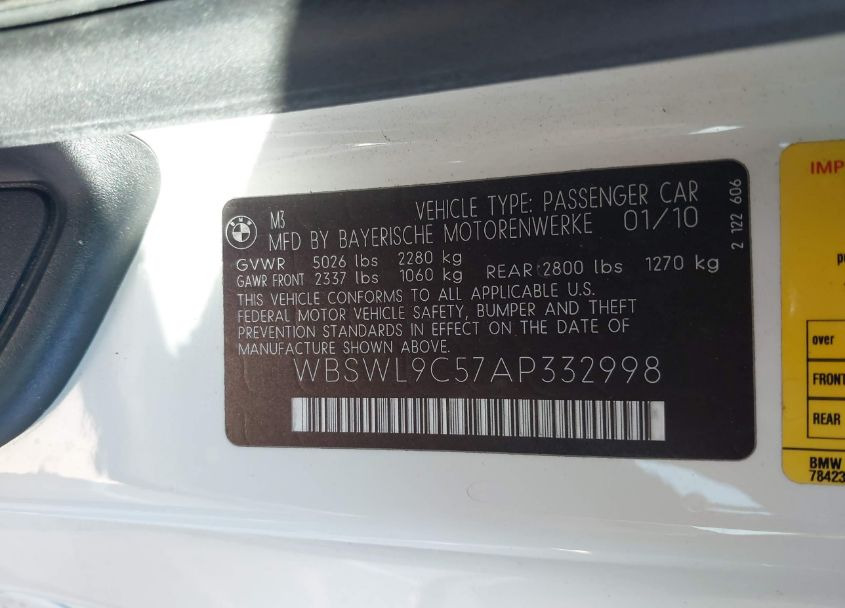 BMW
M3
VEHICLE TYPE: PASSENGER CAR
MFD BY BAYERISCHE MOTORENWERKE 01/10
GVWR 5026 lbs 2280 kg
GAWR FRONT 2337 lbs 1060 kg REAR: 2800 lbs 1270 kg
THIS VEHICLE CONFORMS TO ALL APPLICABLE U.S.
FEDERAL MOTOR VEHICLE SAFETY, BUMPER AND THEFT
PREVENTION STANDARDS IN EFFECT ON THE DATE OF
MANUFACTURE SHOWN ABOVE.
WBSWL9C57AP332998
2 122 606
IMP
over
FRONT
REAR
BMW
78423